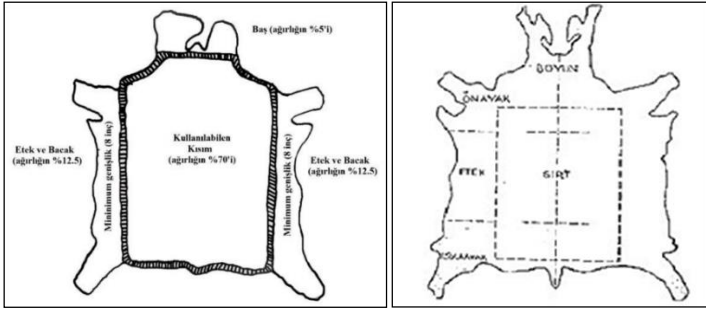 Baş (ağırlığın %5'i)
Etek ve Bacak
(ağırlığın %12.5)
Mininimum genişlik (8 inç)
Kullanılabilen
Kısım
(ağırlığın %70'i)
Minimum genişlik (8 inç)
Etek ve Bacak
(ağırlığın %12.5)
BOYUN
ÖNAYAK
ETEK
SIRT